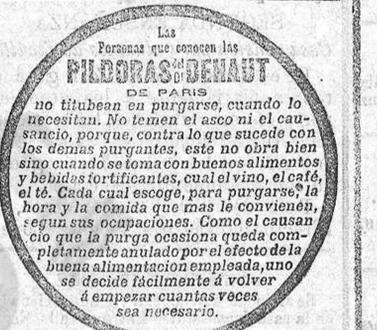 Las
Personas que conocen las
PILDORAS del Dr DEHAUT
DE PARIS
no titubean en purgarse, cuando lo
necesitan. No temen el asco ni el cau-
sancio, porque, contra lo que sucede con
los demas purgantes, este no obra bien
sino cuando se toma con buenos alimentos
y bebidas fortificantes, cual el vino, el café,
el té. Cada cual escoge, para purgarse, la
hora y la comida que mas le convienen,
segun sus ocupaciones. Como el causan
cio que la purga ocasiona queda com-
pletamente anulado por el efecto de la
buena alimentacion empleada, uno
se decide fácilmente á volver
á empezar cuantas veces
sea necesario.